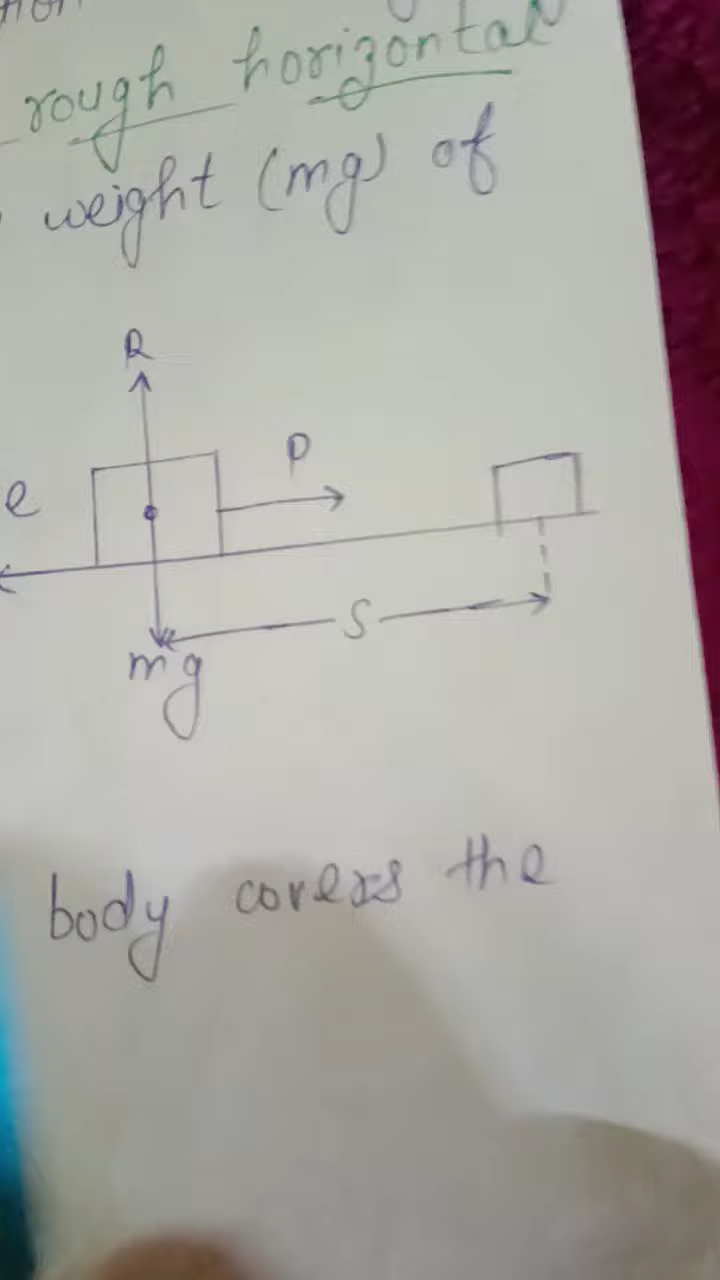 rough horizontal
weight (mg) of
R
P
e
S
mg
body covers the